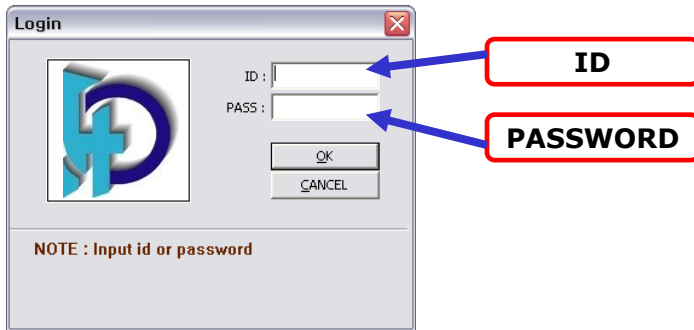 Login
ID :
ID
PASS :
PASSWORD
OK
CANCEL
NOTE : Input id or password